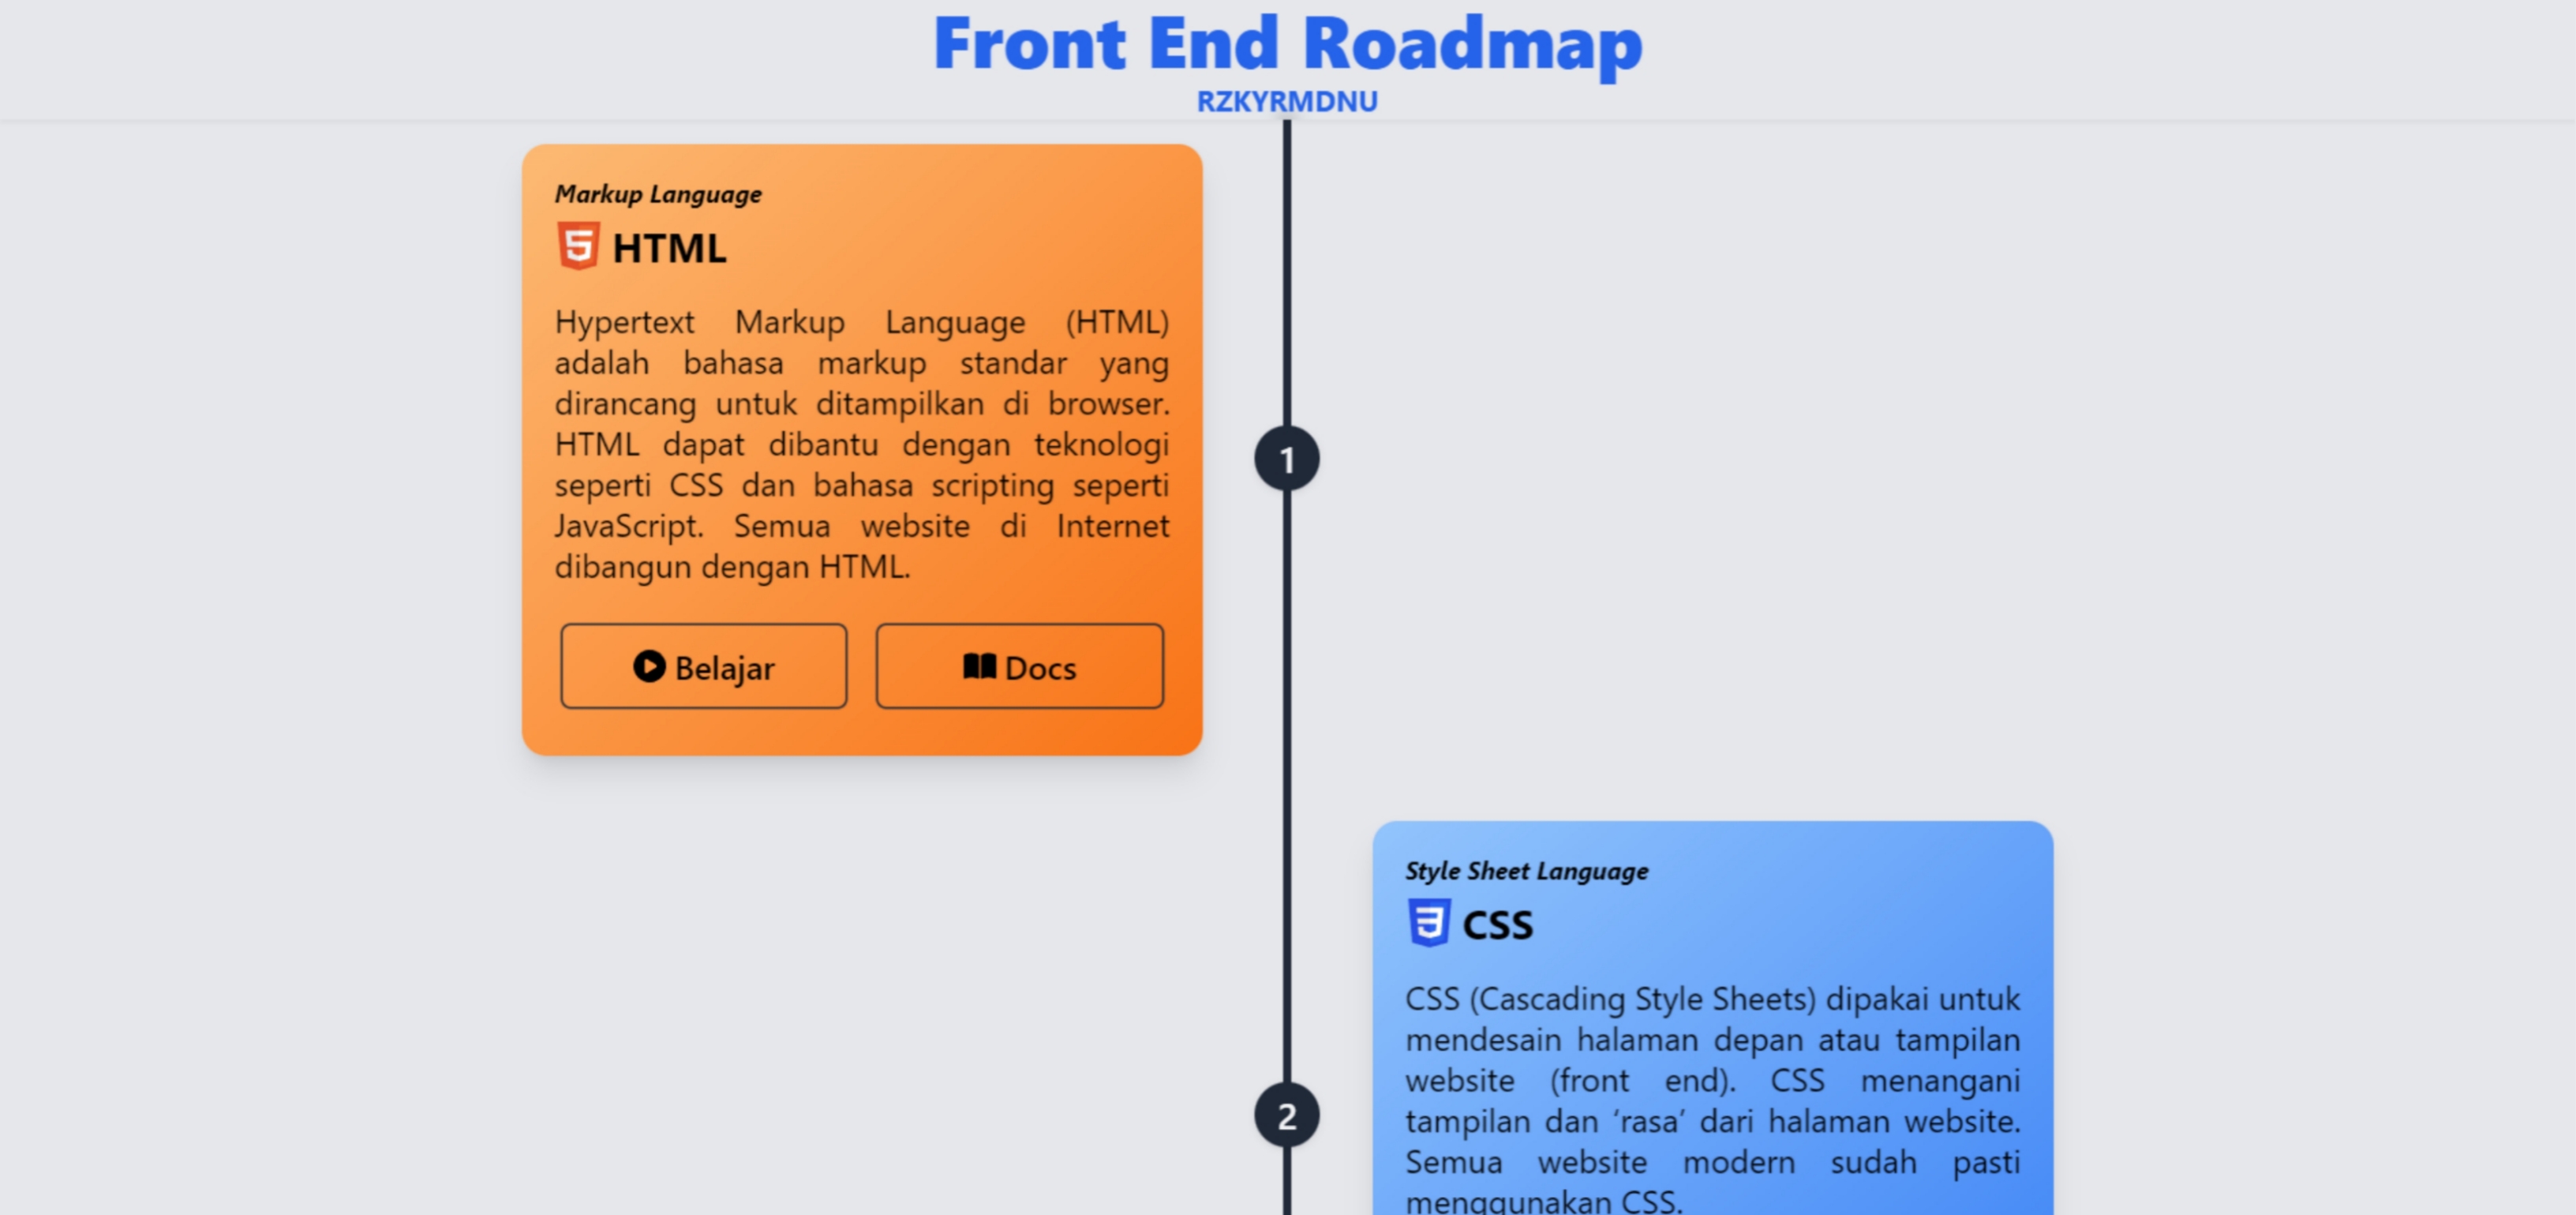 Front End Roadmap
RZKYRMDNU
Markup Language
HTML
Hypertext Markup Language (HTML)
adalah bahasa markup standar yang
dirancang untuk ditampilkan di browser.
HTML dapat dibantu dengan teknologi
seperti CSS dan bahasa scripting seperti
JavaScript. Semua website di Internet
dibangun dengan HTML.
Belajar
Docs
1
Style Sheet Language
CSS
CSS (Cascading Style Sheets) dipakai untuk
mendesain halaman depan atau tampilan
website (front end). CSS menangani
tampilan dan ‘rasa’ dari halaman website.
Semua website modern sudah pasti
menggunakan CSS.
2